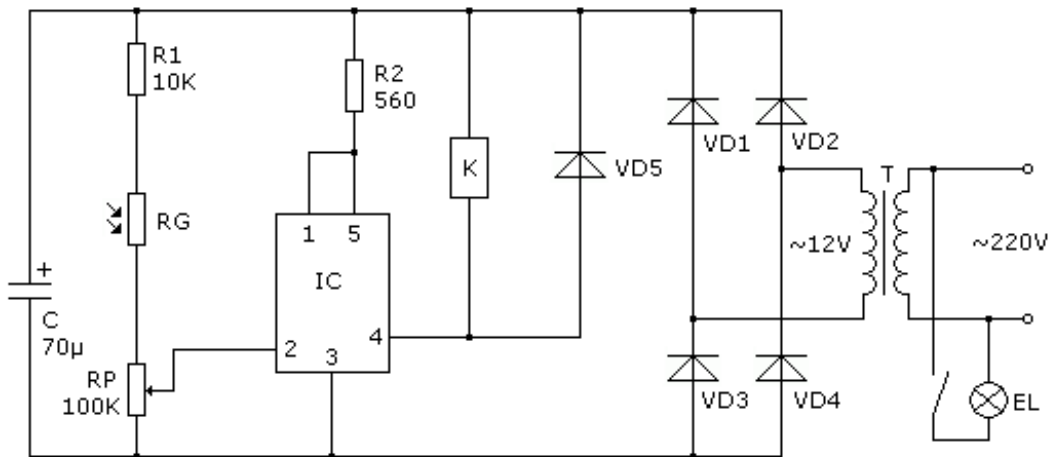 R1
10K
R2
560
VD1
VD2
K
VD5
T
RG
1
5
IC
~12V
~220V
+
C
70µ
2
3
4
RP
100K
VD3
VD4
EL